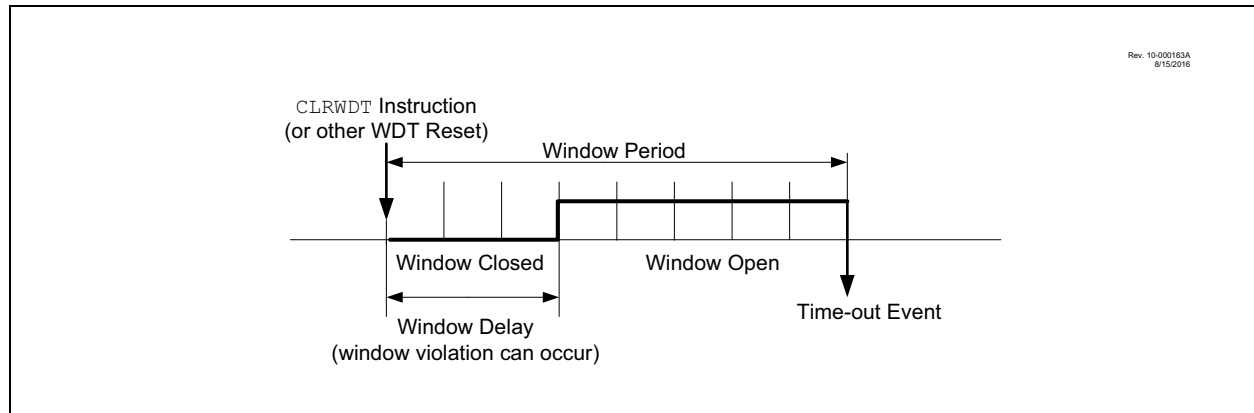 Rev. 10-000163A
8/15/2016
CLRWDT Instruction
(or other WDT Reset)
Window Period
Window Closed
Window Open
Window Delay
(window violation can occur)
Time-out Event